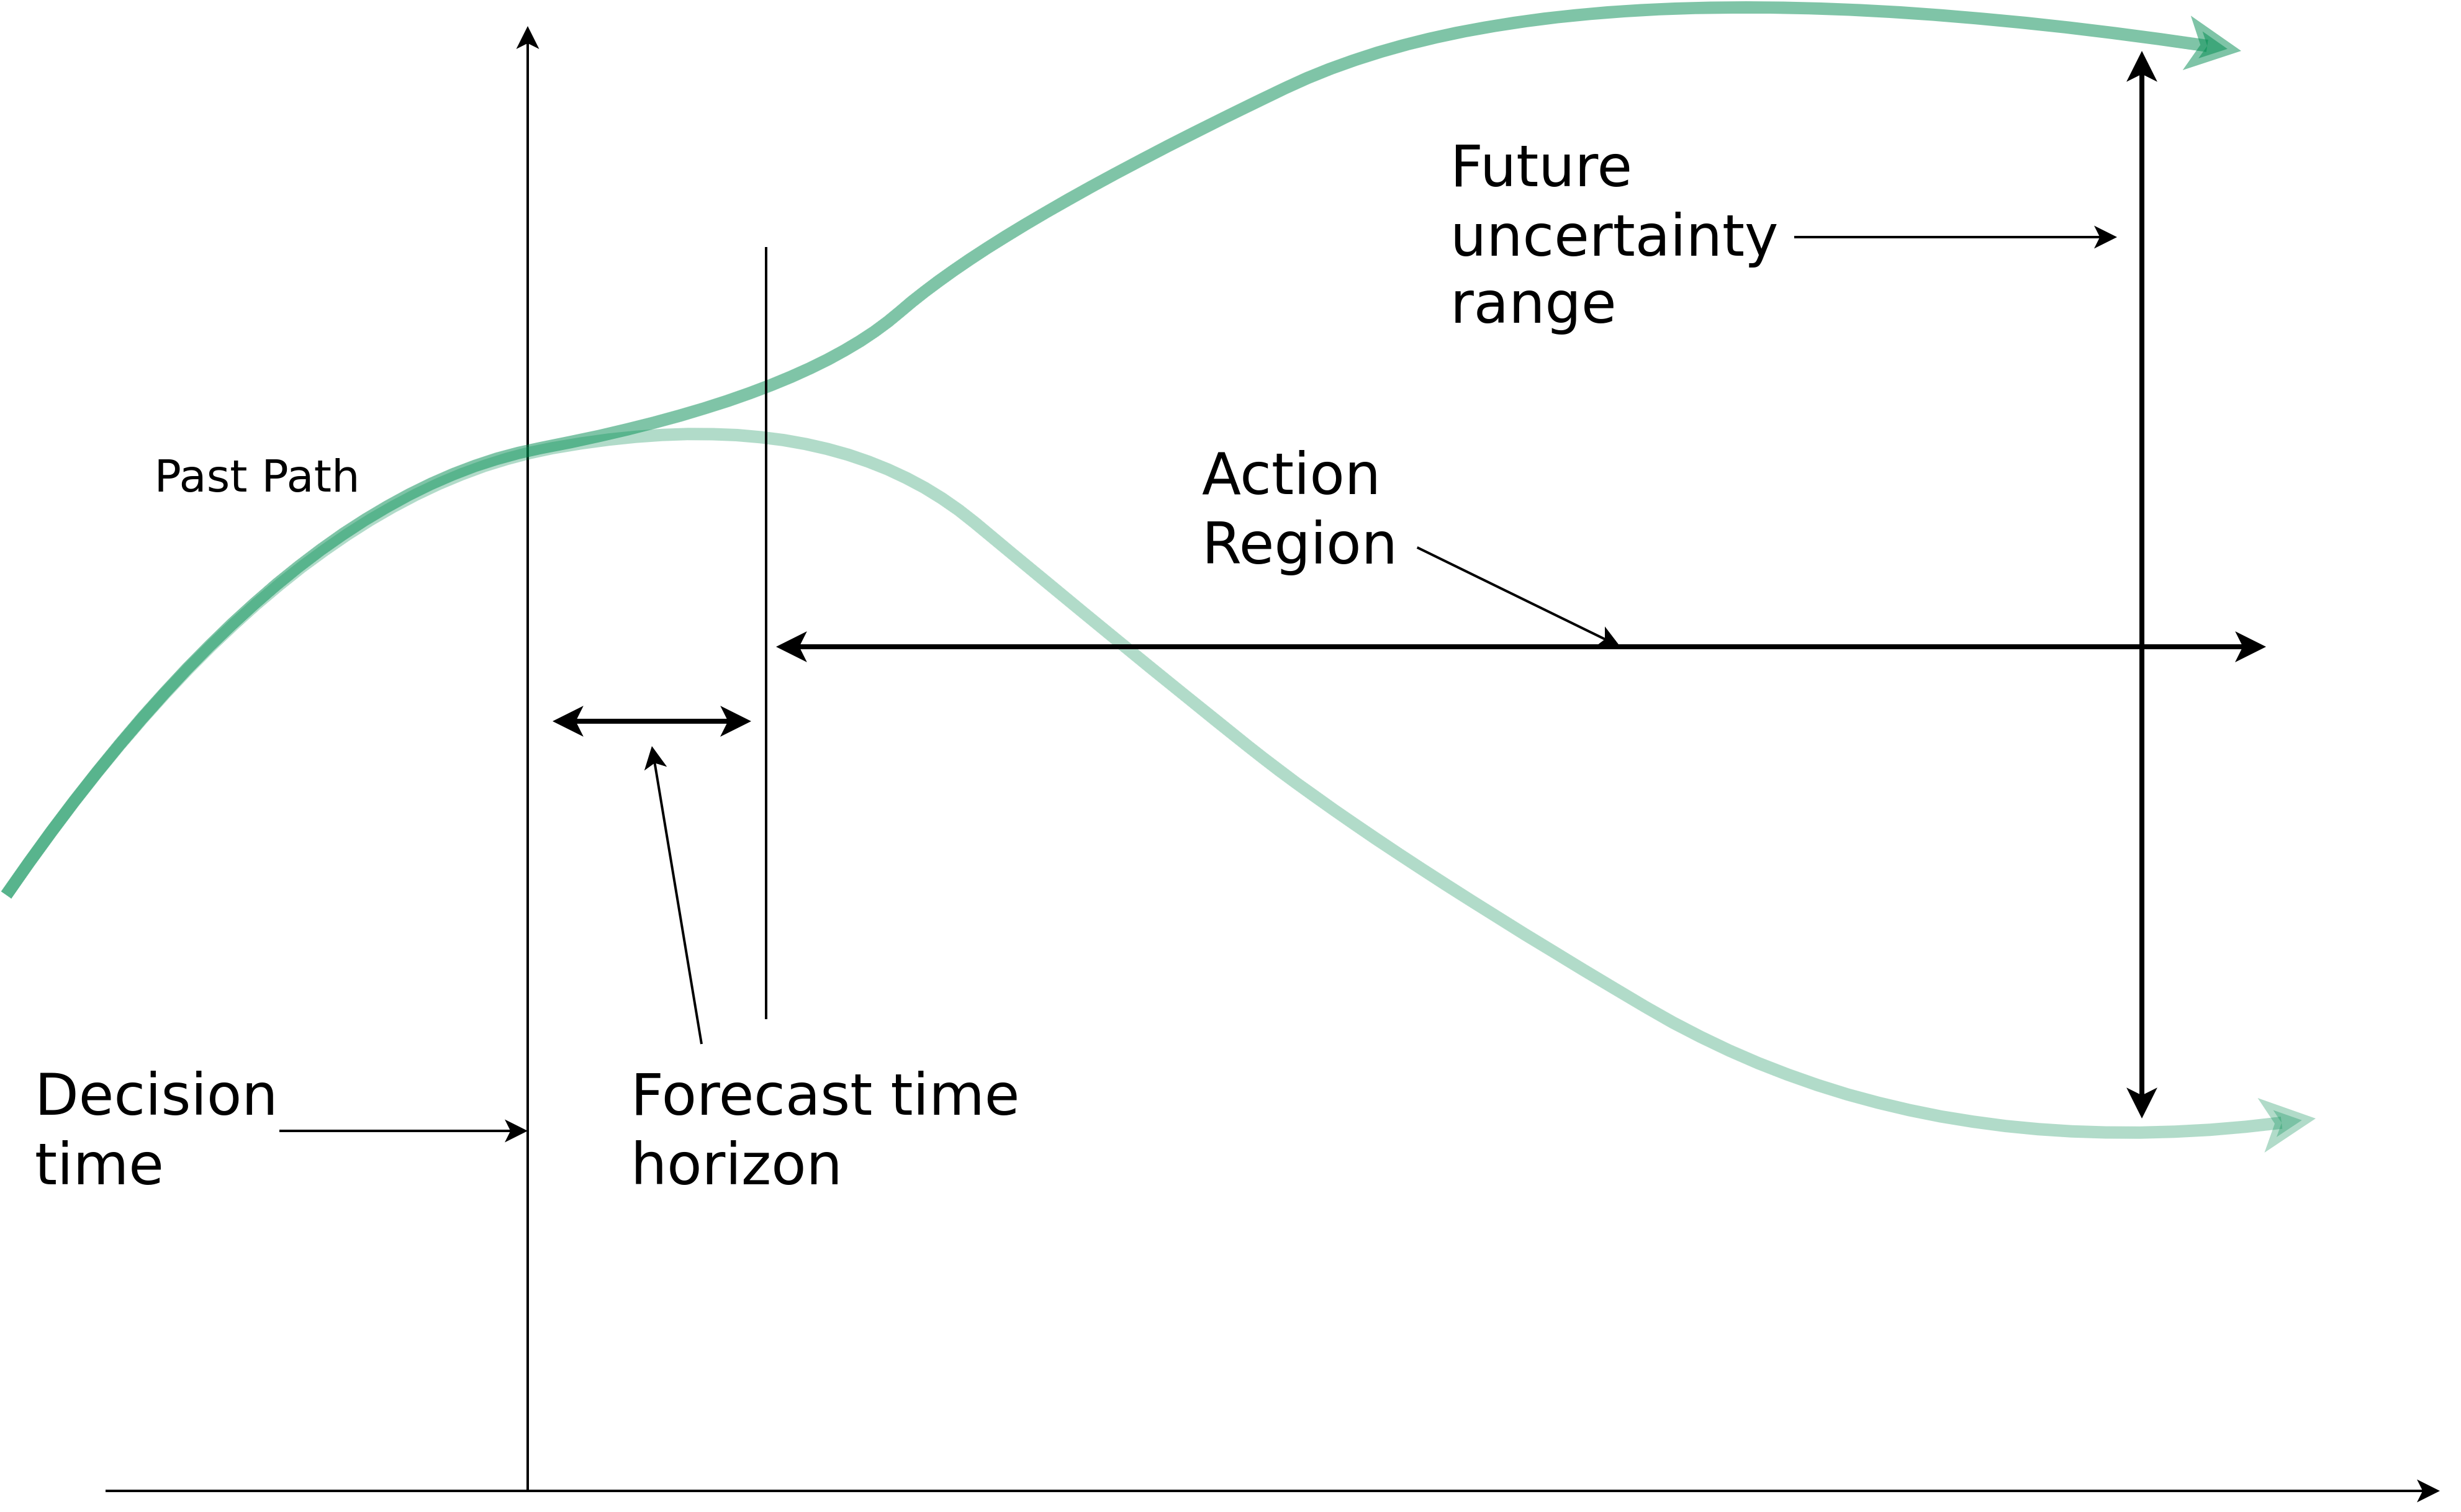 Future
uncertainty
range
Past Path
Action
Region
Decision
time
Forecast time
horizon